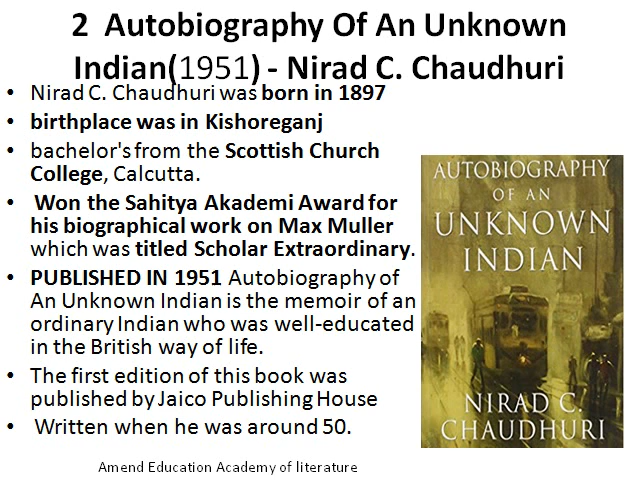 2  Autobiography Of An Unknown
Indian(1951) - Nirad C. Chaudhuri
• Nirad C. Chaudhuri was born in 1897
• birthplace was in Kishoreganj
• bachelor's from the Scottish Church
College, Calcutta.
• Won the Sahitya Akademi Award for
his biographical work on Max Muller
which was titled Scholar Extraordinary.
• PUBLISHED IN 1951 Autobiography of
An Unknown Indian is the memoir of an
ordinary Indian who was well-educated
in the British way of life.
• The first edition of this book was
published by Jaico Publishing House
• Written when he was around 50.
AUTOBIOGRAPHY
OF AN
UNKNOWN
INDIAN
NIRAD C.
CHAUDHURI
Amend Education Academy of literature